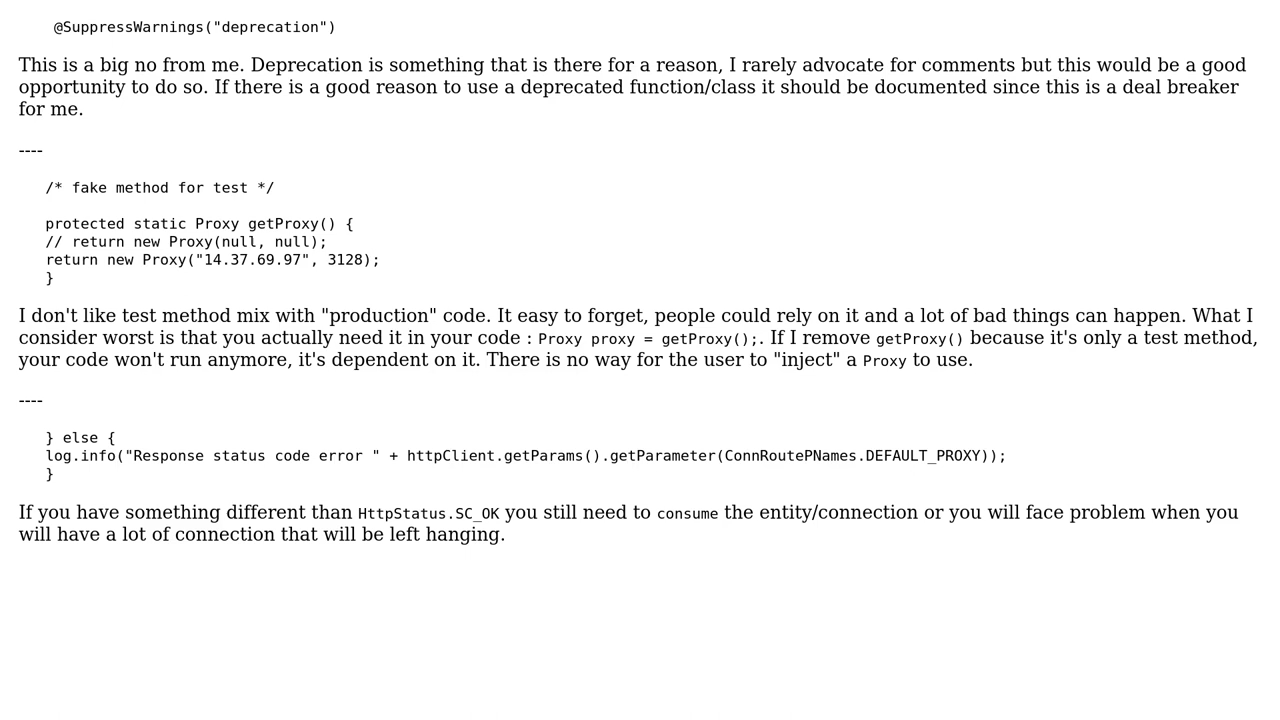 @SuppressWarnings("deprecation")
This is a big no from me. Deprecation is something that is there for a reason, I rarely advocate for comments but this would be a good
opportunity to do so. If there is a good reason to use a deprecated function/class it should be documented since this is a deal breaker
for me.
----
/* fake method for test */
protected static Proxy getProxy() {
// return new Proxy(null, null);
return new Proxy("14.37.69.97", 3128);
}
I don't like test method mix with "production" code. It easy to forget, people could rely on it and a lot of bad things can happen. What I
consider worst is that you actually need it in your code : Proxy proxy = getProxy();. If I remove getProxy() because it's only a test method,
your code won't run anymore, it's dependent on it. There is no way for the user to "inject" a Proxy to use.
----
} else {
log.info("Response status code error " + httpClient.getParams().getParameter(ConnRoutePNames.DEFAULT_PROXY));
}
If you have something different than HttpStatus.SC_OK you still need to consume the entity/connection or you will face problem when you
will have a lot of connection that will be left hanging.